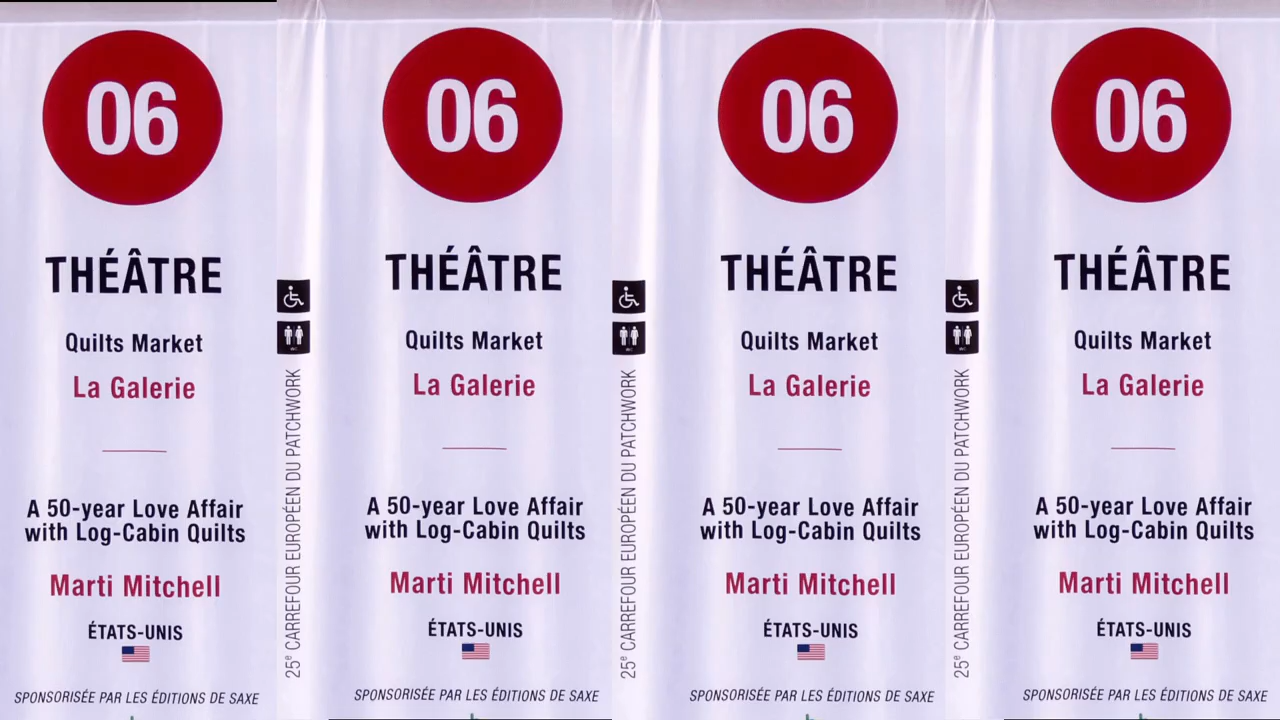 06
THÉÂTRE
Quilts Market
La Galerie
A 50-year Love Affair
with Log-Cabin Quilts
Marti Mitchell
ÉTATS-UNIS
SPONSORISÉE PAR LES ÉDITIONS DE SAXE
25e CARREFOUR EUROPÉEN DU PATCHWORK
06
THÉÂTRE
Quilts Market
La Galerie
A 50-year Love Affair
with Log-Cabin Quilts
Marti Mitchell
ÉTATS-UNIS
SPONSORISÉE PAR LES ÉDITIONS DE SAXE
25e CARREFOUR EUROPÉEN DU PATCHWORK
06
THÉÂTRE
Quilts Market
La Galerie
A 50-year Love Affair
with Log-Cabin Quilts
Marti Mitchell
ÉTATS-UNIS
SPONSORISÉE PAR LES ÉDITIONS DE SAXE
25e CARREFOUR EUROPÉEN DU PATCHWORK
06
THÉÂTRE
Quilts Market
La Galerie
A 50-year Love Affair
with Log-Cabin Quilts
Marti Mitchell
ÉTATS-UNIS
SPONSORISÉE PAR LES ÉDITIONS DE SAXE